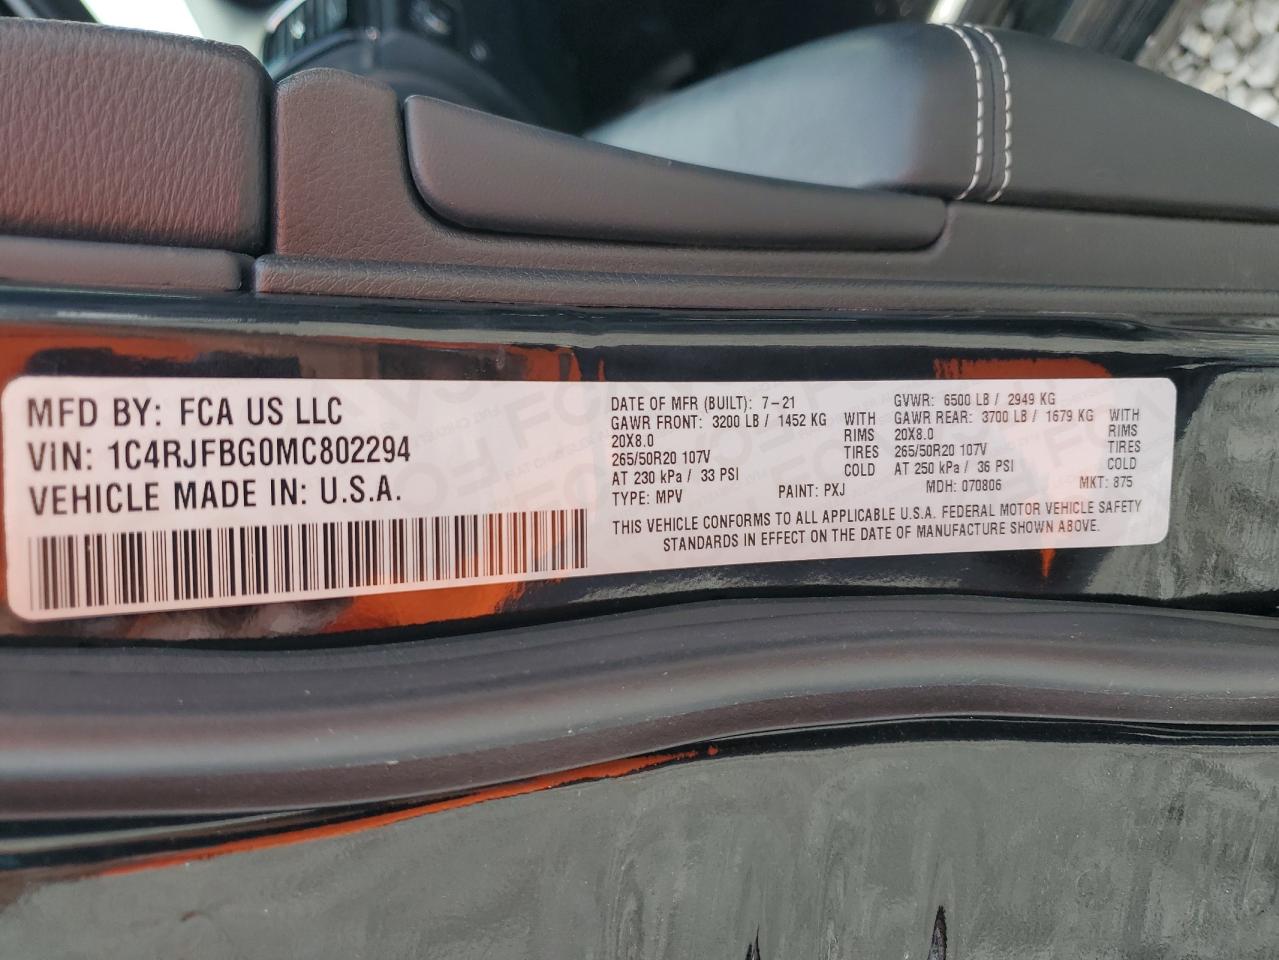 MFD BY: FCA US LLC
VIN: 1C4RJFBG0MC802294
VEHICLE MADE IN: U.S.A.
DATE OF MFR (BUILT): 7-21
GAWR FRONT: 3200 LB / 1452 KG WITH
20X8.0 RIMS
265/50R20 107V TIRES
AT 230 kPa / 33 PSI COLD
TYPE: MPV PAINT: PXJ
GVWR: 6500 LB / 2949 KG
GAWR REAR: 3700 LB / 1679 KG WITH
20X8.0 RIMS
265/50R20 107V TIRES
AT 250 kPa / 36 PSI COLD
MDH: 070806 MKT: 875
THIS VEHICLE CONFORMS TO ALL APPLICABLE U.S.A. FEDERAL MOTOR VEHICLE SAFETY
STANDARDS IN EFFECT ON THE DATE OF MANUFACTURE SHOWN ABOVE.